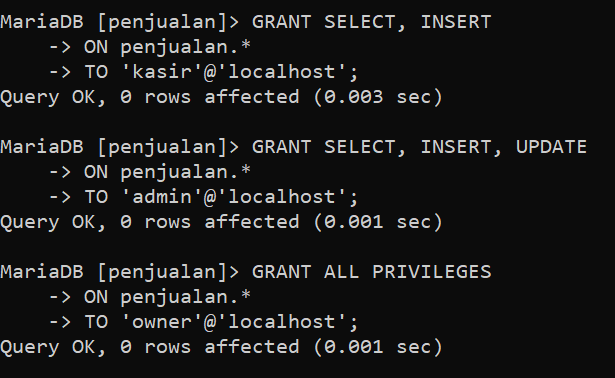 MariaDB [penjualan]> GRANT SELECT, INSERT
    -> ON penjualan.*
    -> TO 'kasir'@'localhost';
Query OK, 0 rows affected (0.003 sec)

MariaDB [penjualan]> GRANT SELECT, INSERT, UPDATE
    -> ON penjualan.*
    -> TO 'admin'@'localhost';
Query OK, 0 rows affected (0.001 sec)

MariaDB [penjualan]> GRANT ALL PRIVILEGES
    -> ON penjualan.*
    -> TO 'owner'@'localhost';
Query OK, 0 rows affected (0.001 sec)